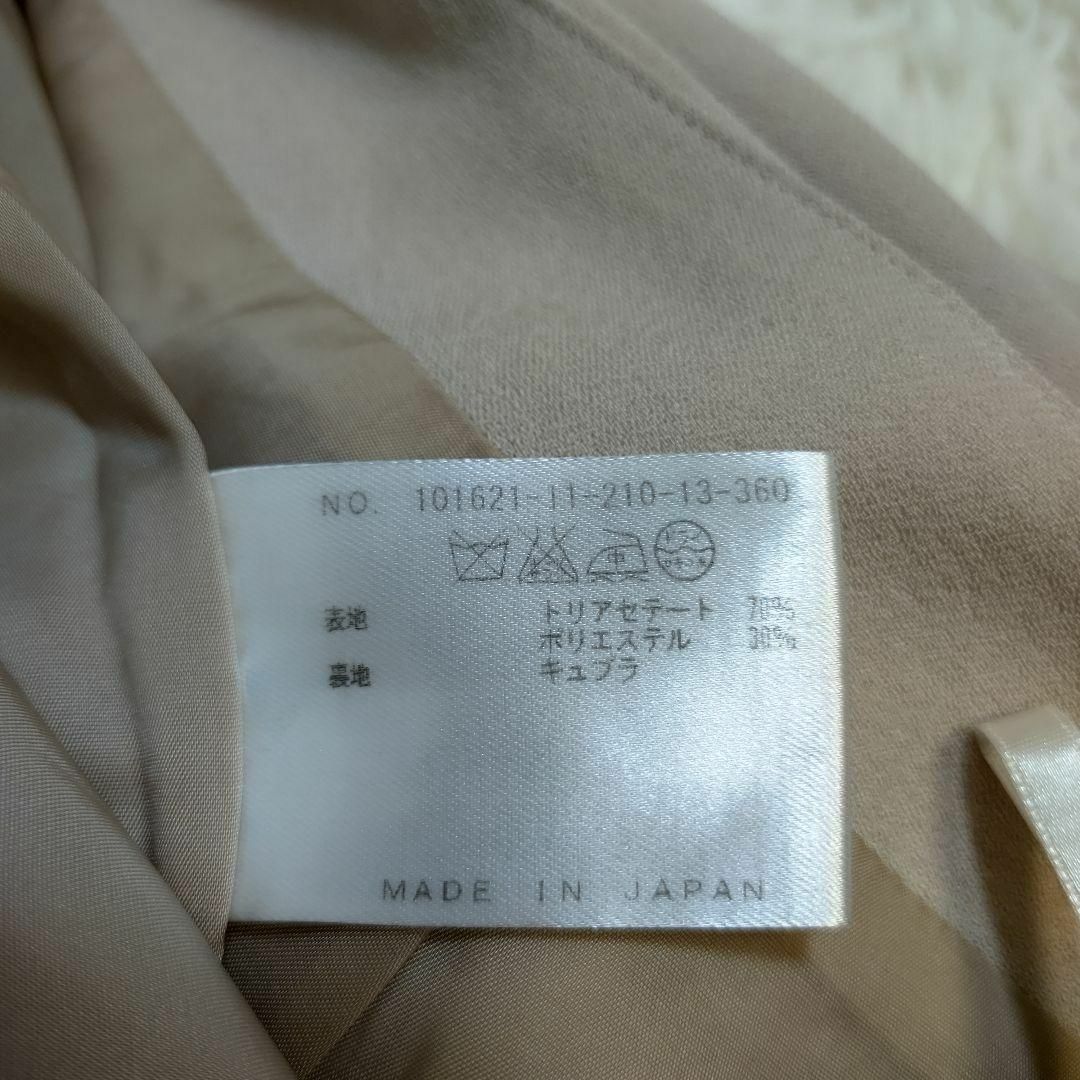 NO. 101621-11-210-13-360
表地 トリアセテート 70%
ポリエステル 30%
裏地 キュプラ
MADE IN JAPAN